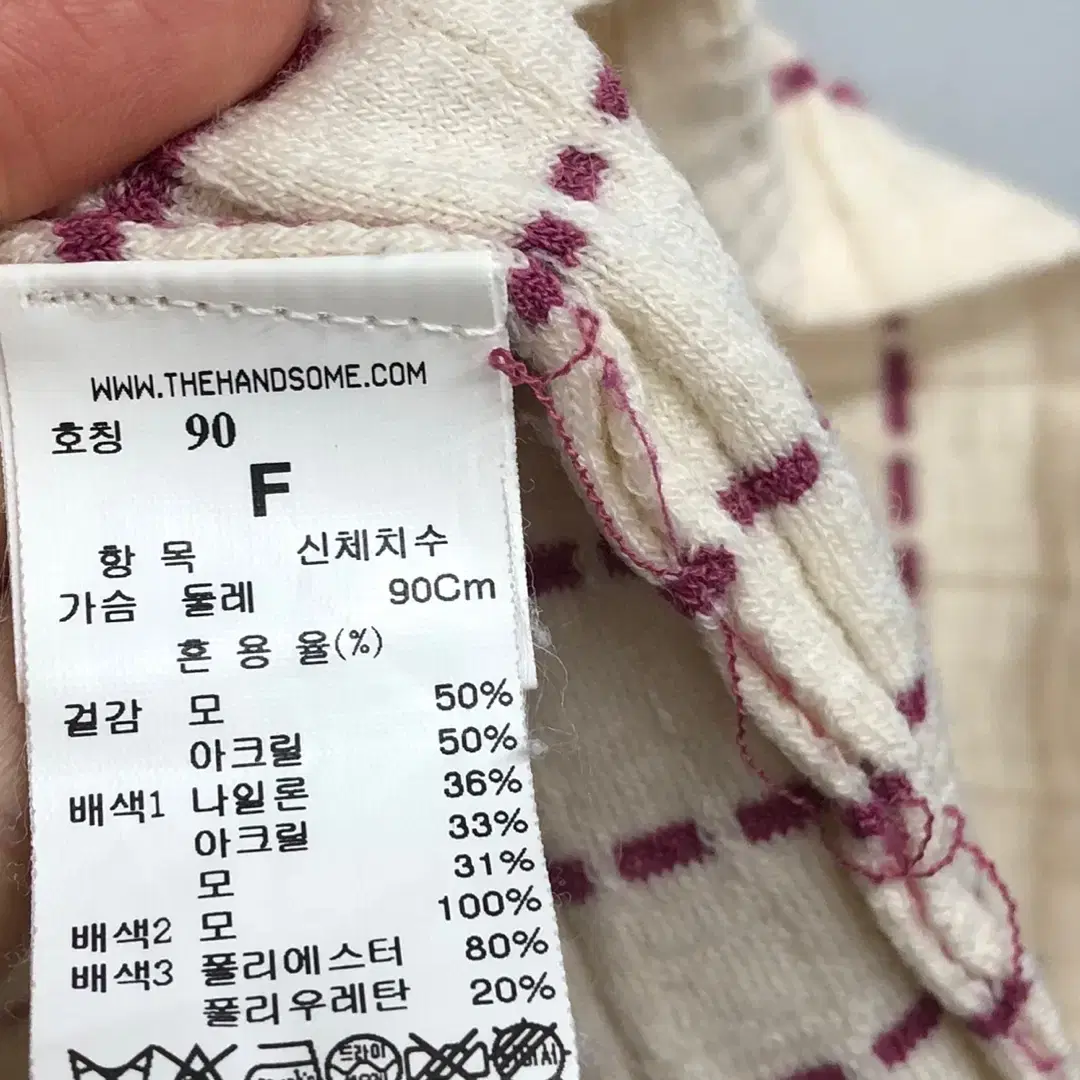 WWW.THEHANDSOME.COM
호칭 90
F
항 목 신체치수
가슴 둘레 90Cm
혼 용 율(%)
겉감 모 50%
아크릴 50%
배색1 나일론 36%
아크릴 33%
모 31%
배색2 모 100%
배색3 폴리에스터 80%
폴리우레탄 20%
드라이